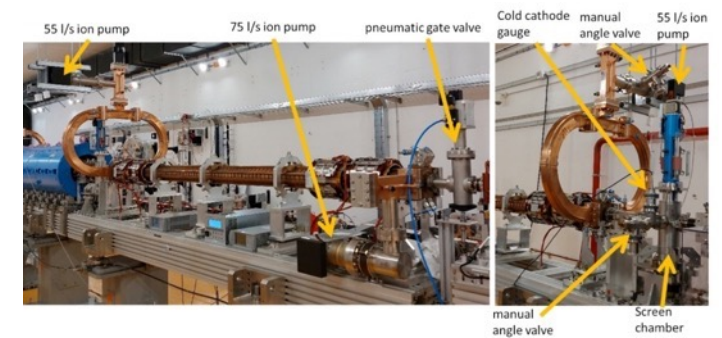 55 l/s ion pump
75 l/s ion pump
pneumatic gate valve
Cold cathode
gauge
manual
angle valve
55 l/s ion
pump
manual
angle valve
Screen
chamber